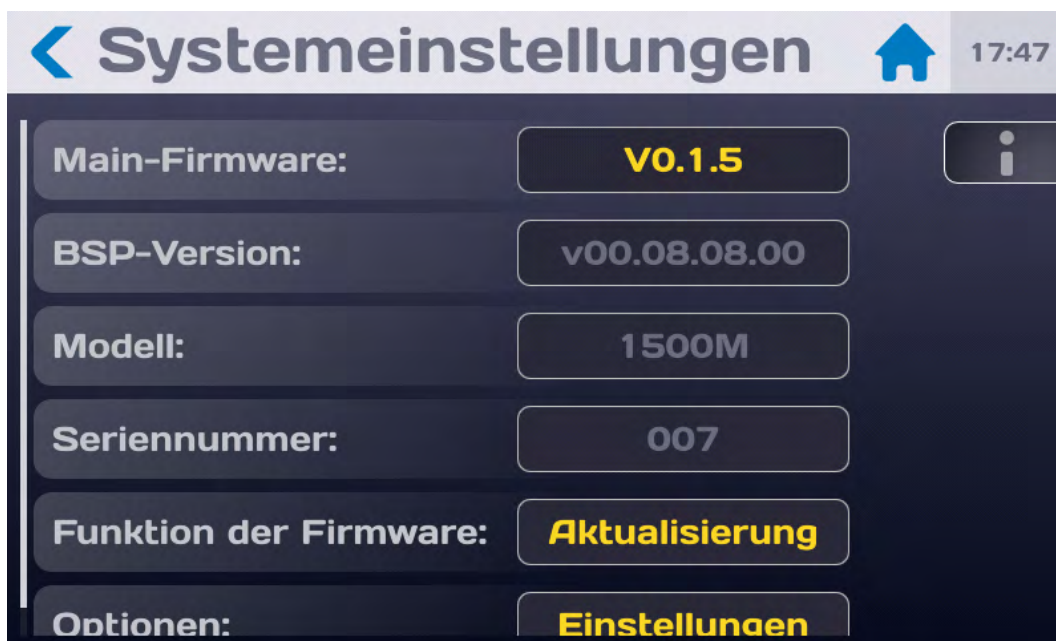 Systemeinstellungen 17:47
Main-Firmware: V0.1.5
BSP-Version: v00.08.08.00
Modell: 1500M
Seriennummer: 007
Funktion der Firmware: Aktualisierung
Optionen: Einstellungen